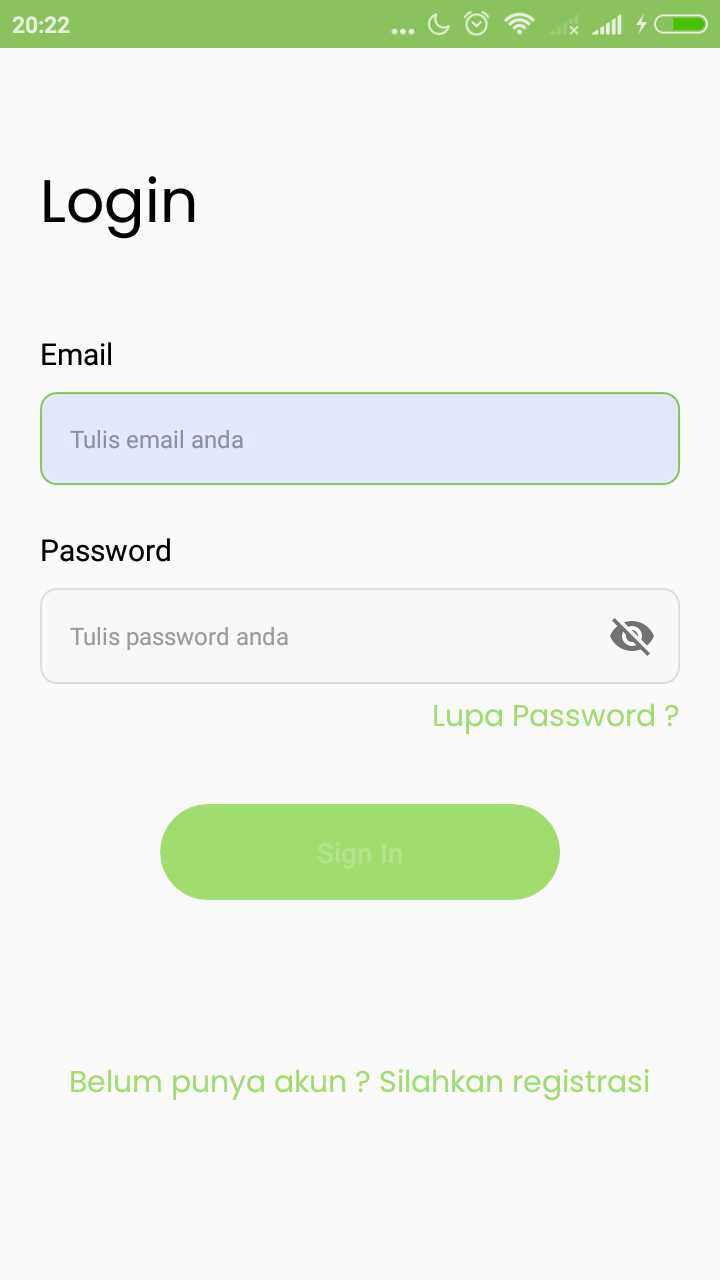 20:22
Login
Email
Tulis email anda
Password
Tulis password anda
Lupa Password ?
Sign In
Belum punya akun ? Silahkan registrasi